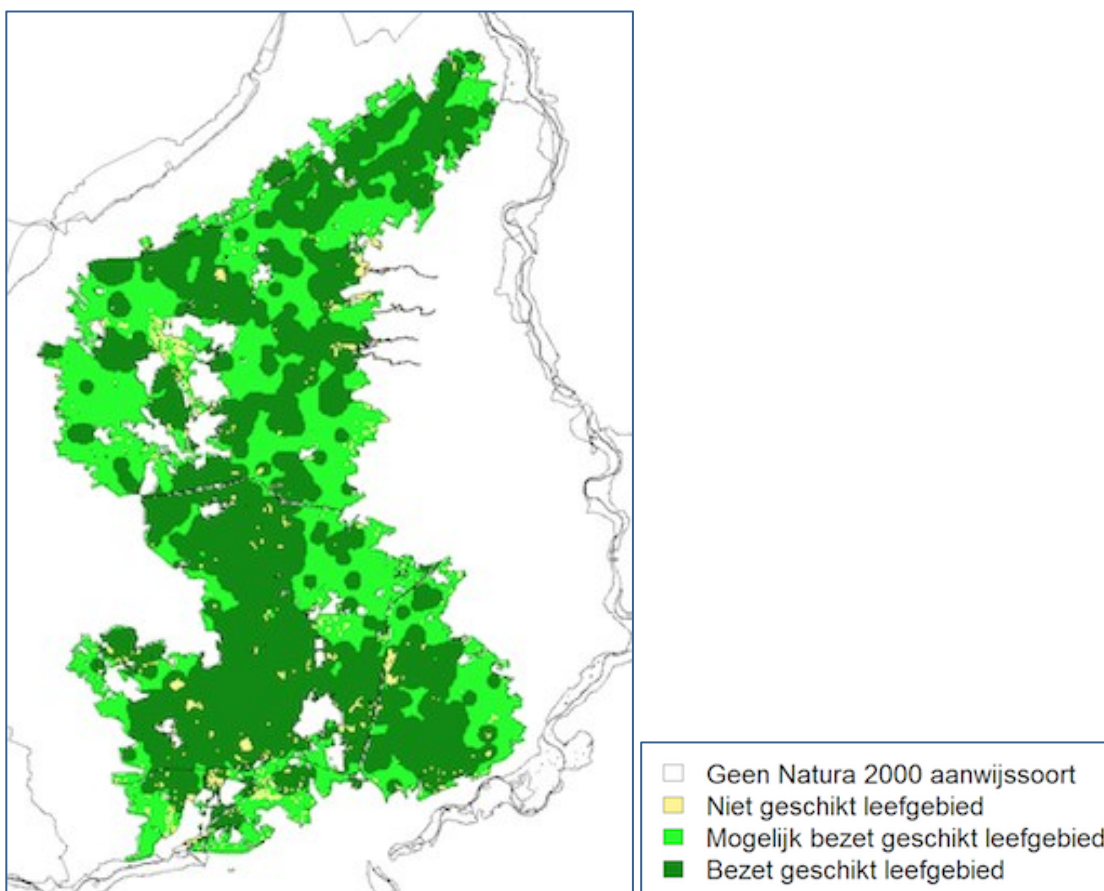 Geen Natura 2000 aanwijssoort
Niet geschikt leefgebied
Mogelijk bezet geschikt leefgebied
Bezet geschikt leefgebied